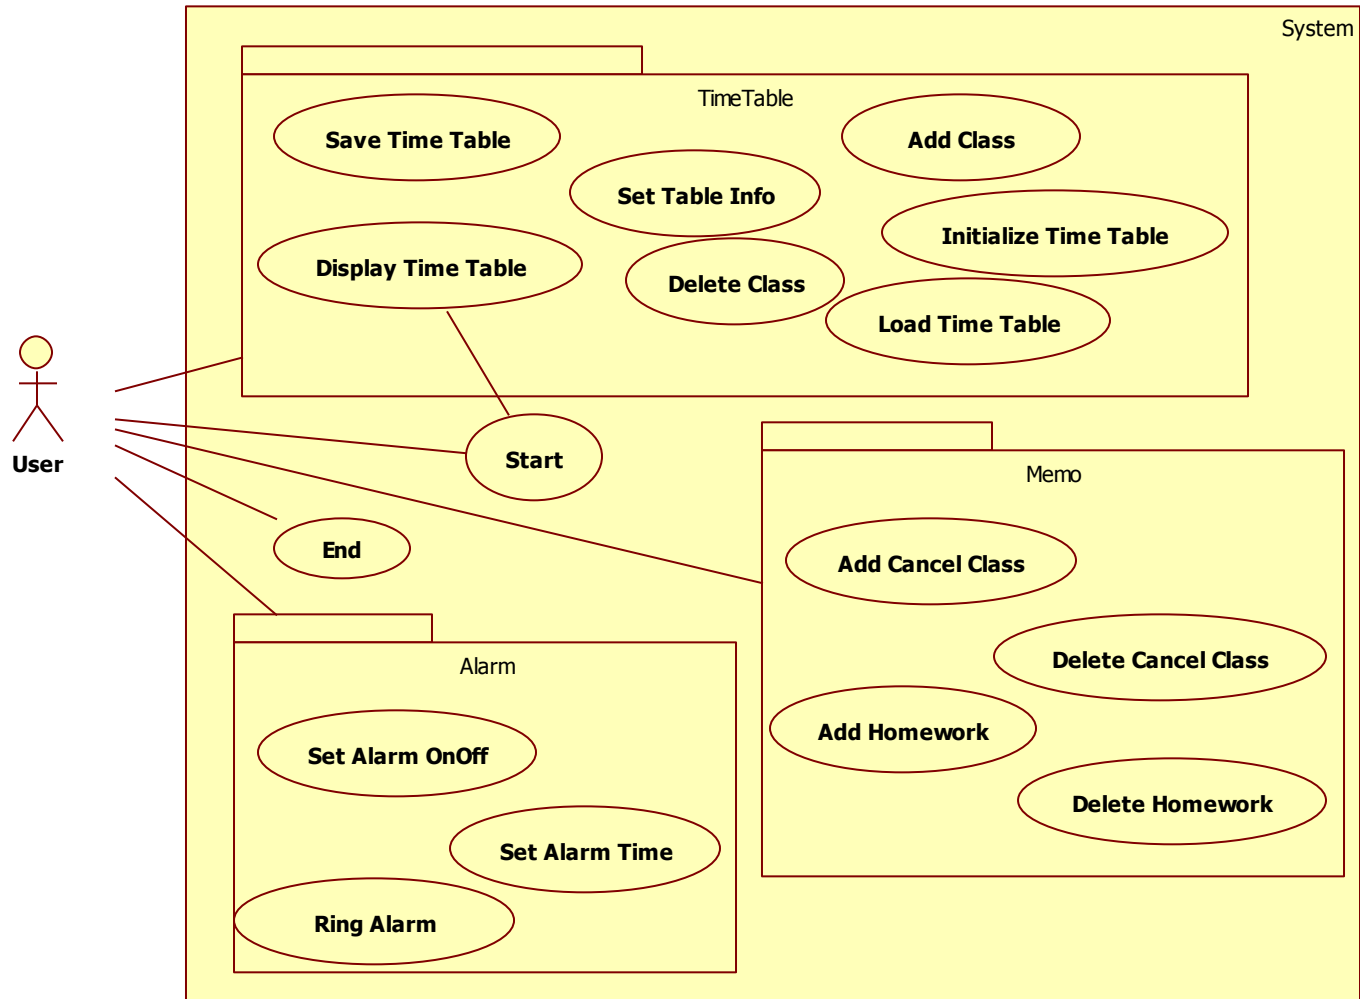 System
TimeTable
Save Time Table
Add Class
Set Table Info
Initialize Time Table
Display Time Table
Delete Class
Load Time Table
User
Start
End
Memo
Add Cancel Class
Delete Cancel Class
Add Homework
Delete Homework
Alarm
Set Alarm OnOff
Set Alarm Time
Ring Alarm